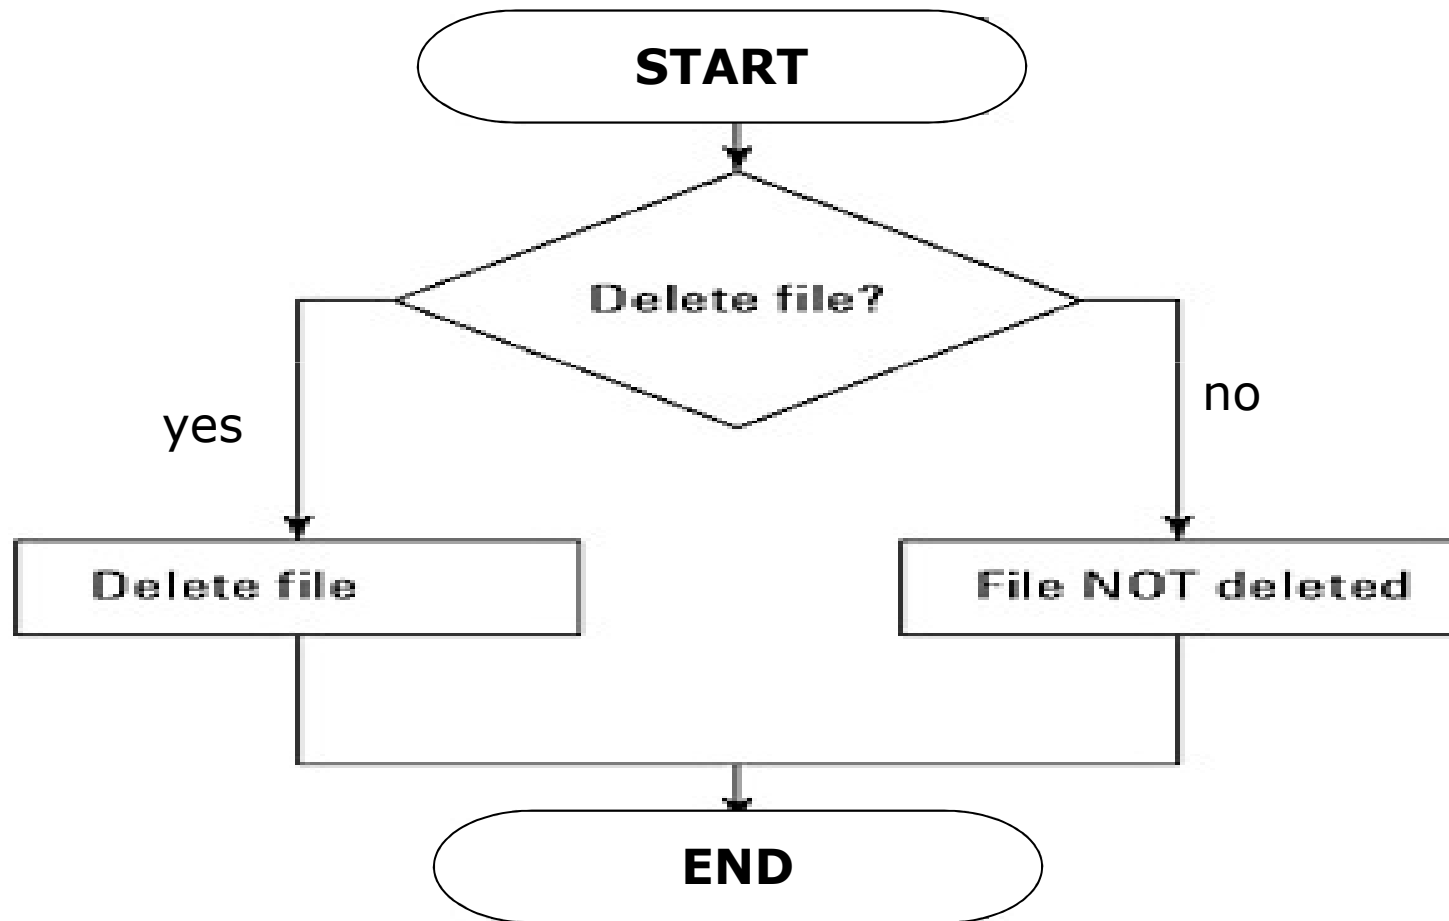 START
Delete file?
yes
no
Delete file
File NOT deleted
END